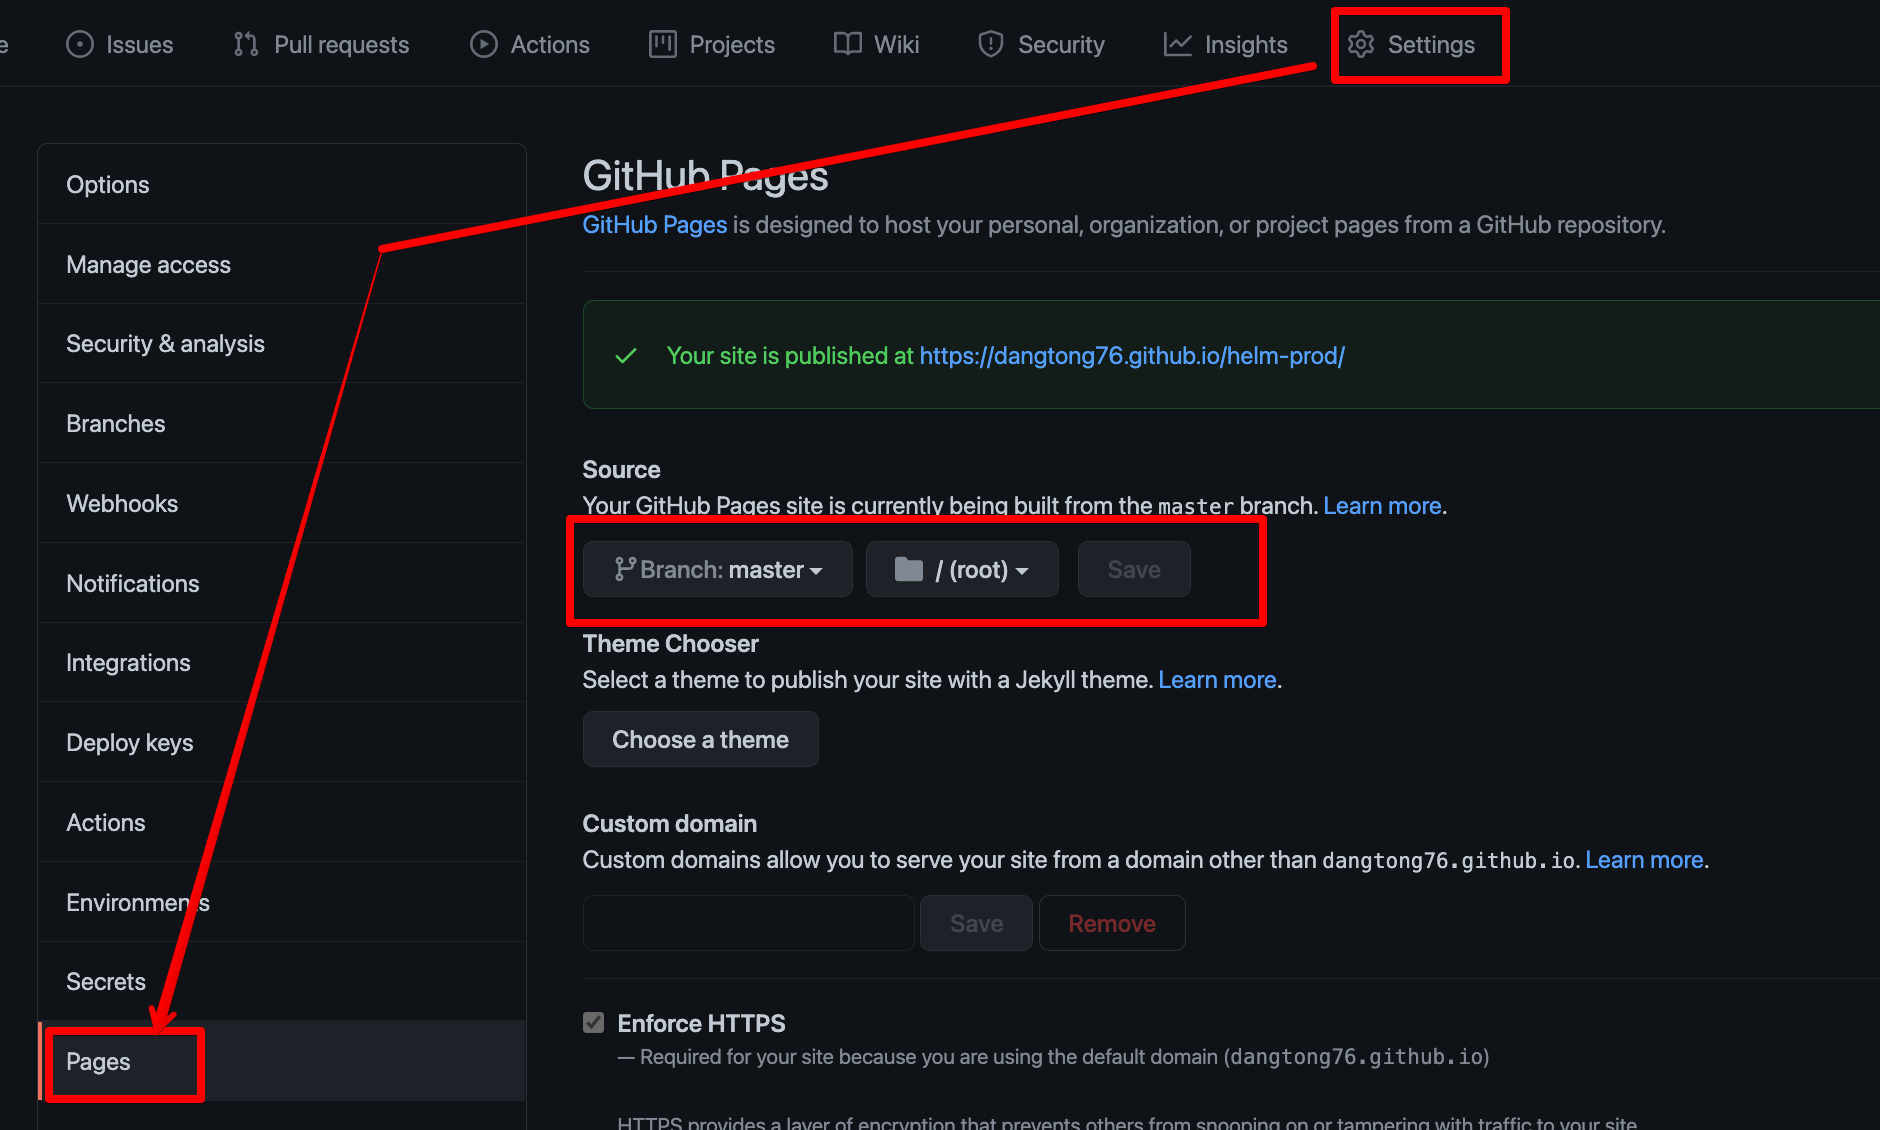 e Issues Pull requests Actions Projects Wiki Security Insights Settings
Options
Manage access
Security & analysis
Branches
Webhooks
Notifications
Integrations
Deploy keys
Actions
Environments
Secrets
Pages
GitHub Pages
GitHub Pages is designed to host your personal, organization, or project pages from a GitHub repository.
Your site is published at https://dangtong76.github.io/helm-prod/
Source
Your GitHub Pages site is currently being built from the master branch. Learn more.
Branch: master / (root) Save
Theme Chooser
Select a theme to publish your site with a Jekyll theme. Learn more.
Choose a theme
Custom domain
Custom domains allow you to serve your site from a domain other than dangtong76.github.io. Learn more.
Save Remove
Enforce HTTPS
— Required for your site because you are using the default domain (dangtong76.github.io)
HTTPS provides a layer of encryption that prevents others from snooping on or tampering with traffic to your site.